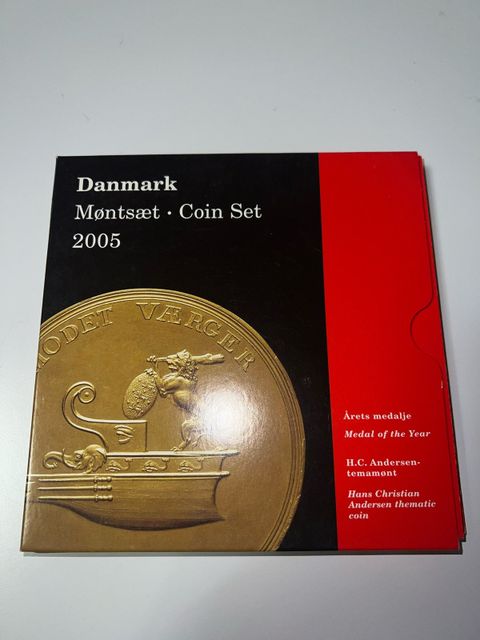 Danmark
Møntsæt · Coin Set
2005
MODET VÆRGER
Årets medalje
Medal of the Year
H.C. Andersen-
temamønt
Hans Christian
Andersen thematic
coin